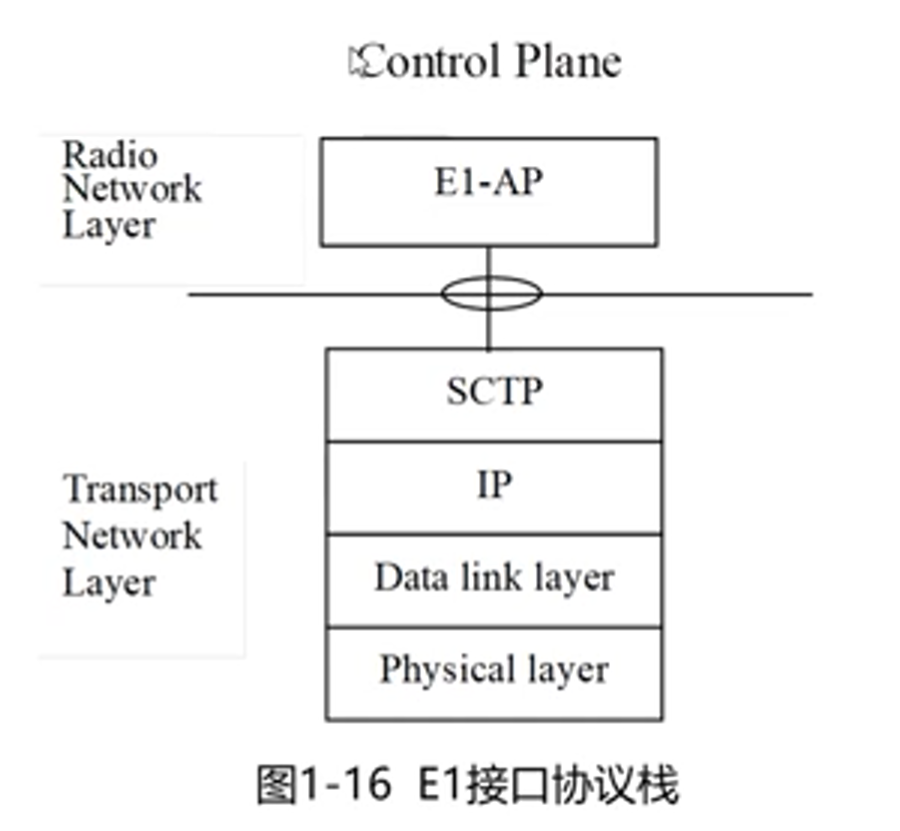 Control Plane
Radio
Network
Layer
E1-AP
SCTP
IP
Transport
Network
Layer
Data link layer
Physical layer
图1-16 E1接口协议栈